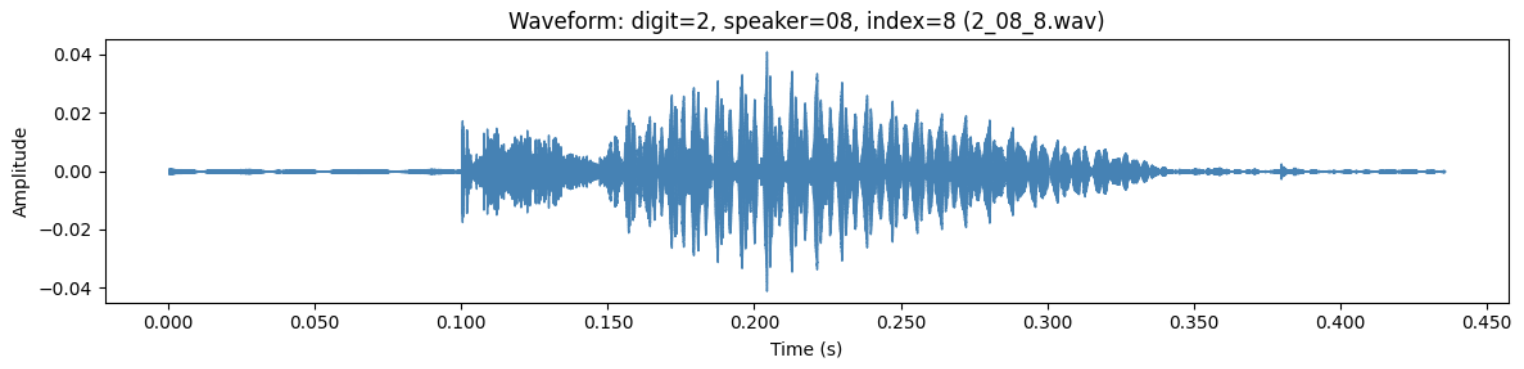 Waveform: digit=2, speaker=08, index=8 (2_08_8.wav)
0.04
0.02
0.00
−0.02
−0.04
Amplitude
0.000 0.050 0.100 0.150 0.200 0.250 0.300 0.350 0.400 0.450
Time (s)